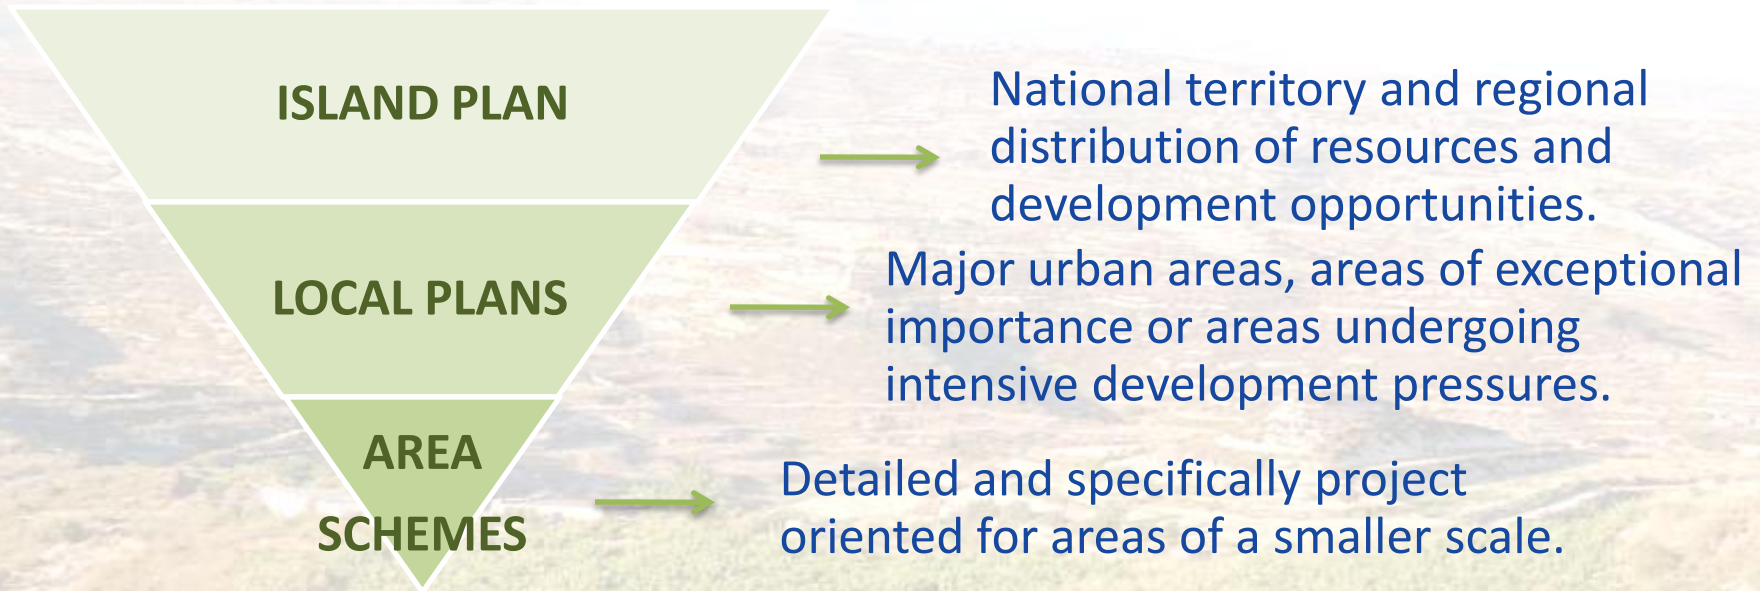 ISLAND PLAN
National territory and regional
distribution of resources and
development opportunities.
LOCAL PLANS
Major urban areas, areas of exceptional
importance or areas undergoing
intensive development pressures.
AREA
SCHEMES
Detailed and specifically project
oriented for areas of a smaller scale.